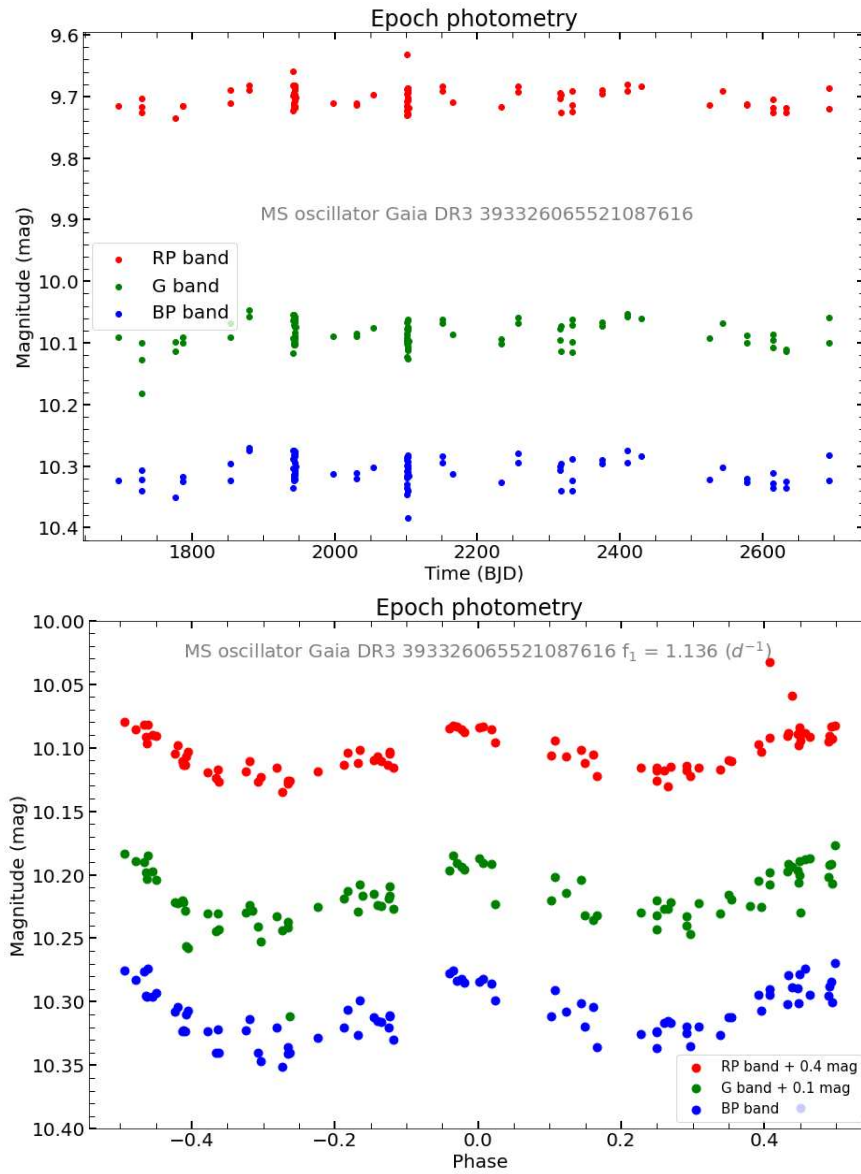 Epoch photometry
9.6
9.7
9.8
9.9
10.0
10.1
10.2
10.3
10.4
Magnitude (mag)
MS oscillator Gaia DR3 393326065521087616
RP band
G band
BP band
1800 2000 2200 2400 2600
Time (BJD)
Epoch photometry
10.00
10.05
10.10
10.15
10.20
10.25
10.30
10.35
10.40
Magnitude (mag)
MS oscillator Gaia DR3 393326065521087616 f₁ = 1.136 (d⁻¹)
RP band + 0.4 mag
G band + 0.1 mag
BP band
−0.4 −0.2 0.0 0.2 0.4
Phase